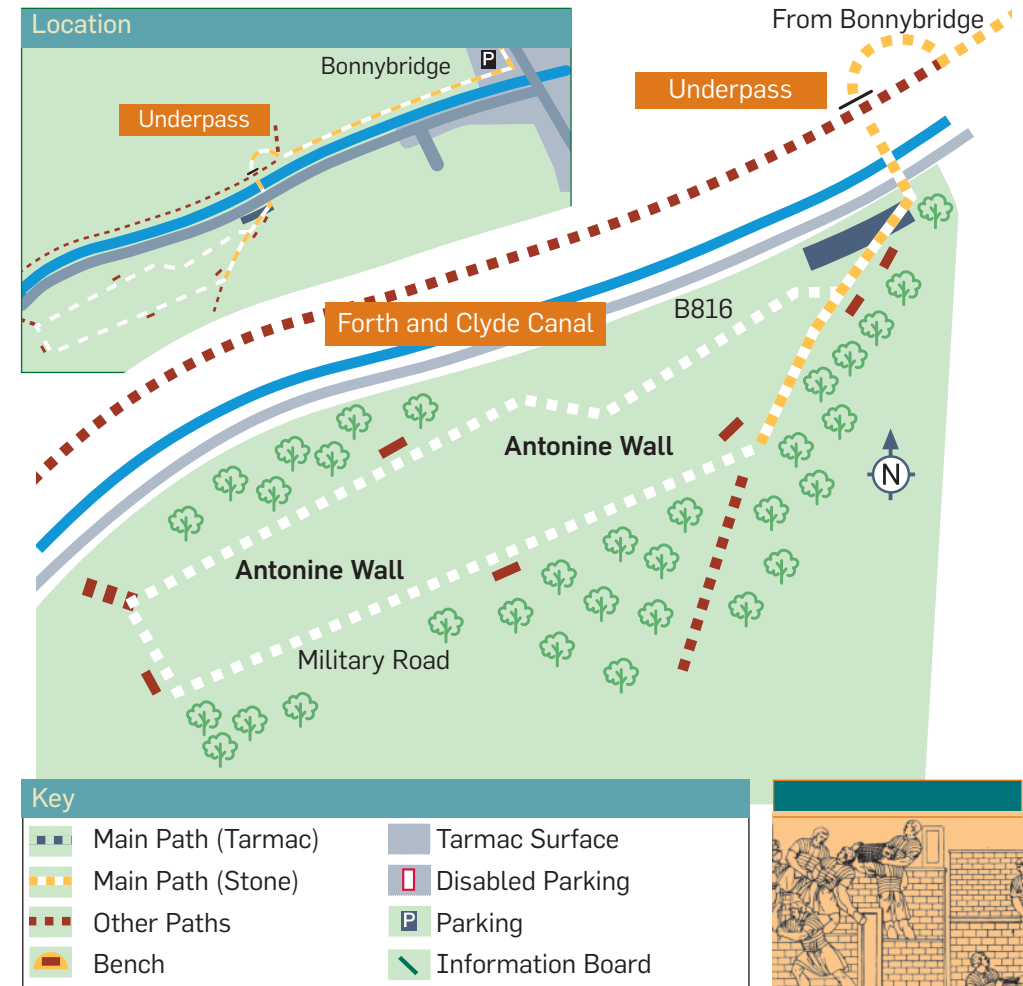 Location
Bonnybridge
P
Underpass
From Bonnybridge
Underpass
Forth and Clyde Canal
B816
Antonine Wall
N
Antonine Wall
Military Road
Key
Main Path (Tarmac)
Main Path (Stone)
Other Paths
Bench
Tarmac Surface
Disabled Parking
P Parking
Information Board